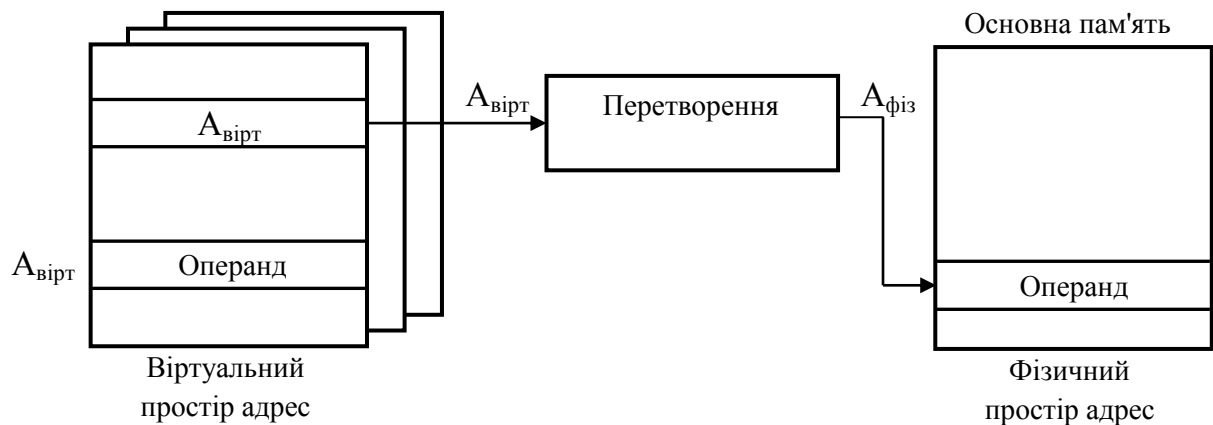 Основна пам'ять
Авірт
Перетворення
Афіз
Авірт
Авірт
Операнд
Операнд
Віртуальний
простір адрес
Фізичний
простір адрес